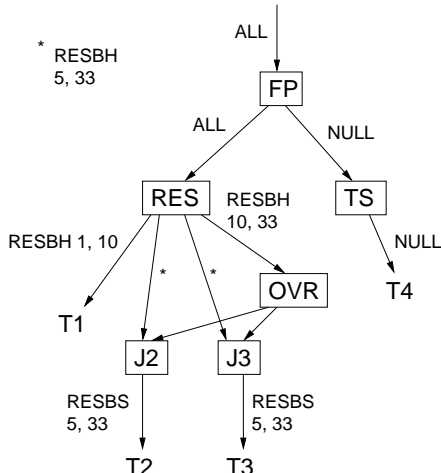 ALL
* RESBH
5, 33
FP
ALL
NULL
RES
RESBH
10, 33
TS
RESBH 1, 10
*
*
NULL
OVR
T4
T1
J2
J3
RESBS
5, 33
RESBS
5, 33
T2
T3